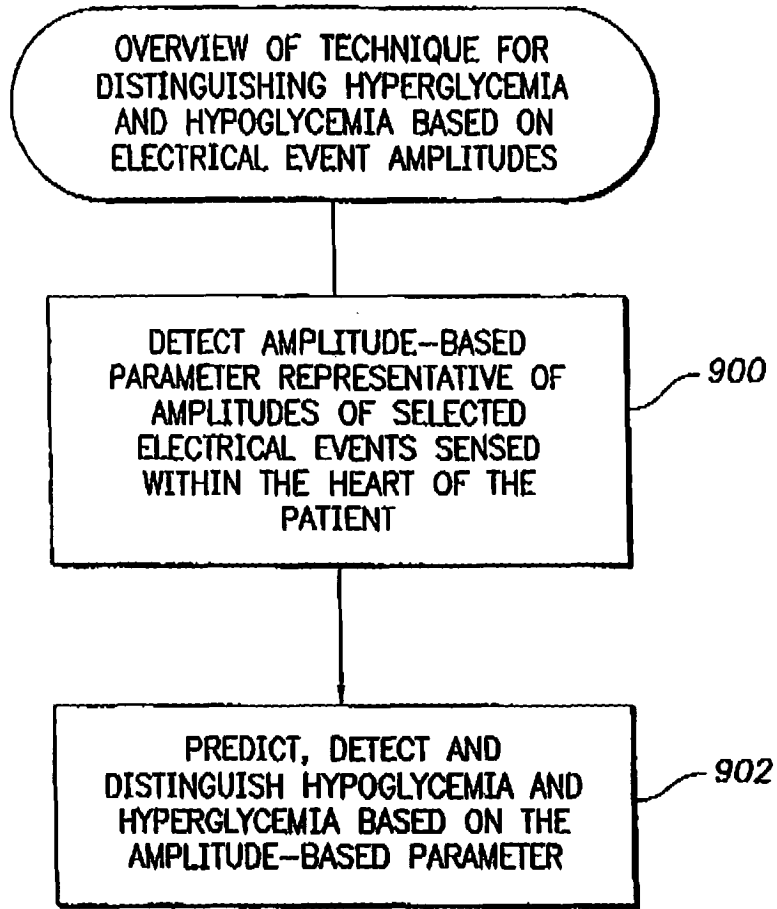 OVERVIEW OF TECHNIQUE FOR
DISTINGUISHING HYPERGLYCEMIA
AND HYPOGLYCEMIA BASED ON
ELECTRICAL EVENT AMPLITUDES
DETECT AMPLITUDE-BASED
PARAMETER REPRESENTATIVE OF
AMPLITUDES OF SELECTED
ELECTRICAL EVENTS SENSED
WITHIN THE HEART OF THE
PATIENT
900
PREDICT, DETECT AND
DISTINGUISH HYPOGLYCEMIA AND
HYPERGLYCEMIA BASED ON THE
AMPLITUDE-BASED PARAMETER
902